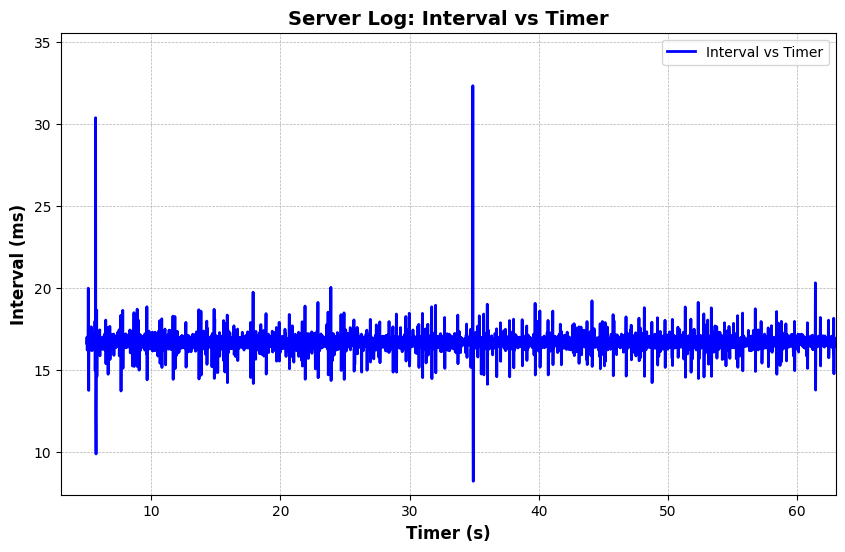 Server Log: Interval vs Timer
Interval vs Timer
35
30
25
20
15
10
Interval (ms)
10 20 30 40 50 60
Timer (s)